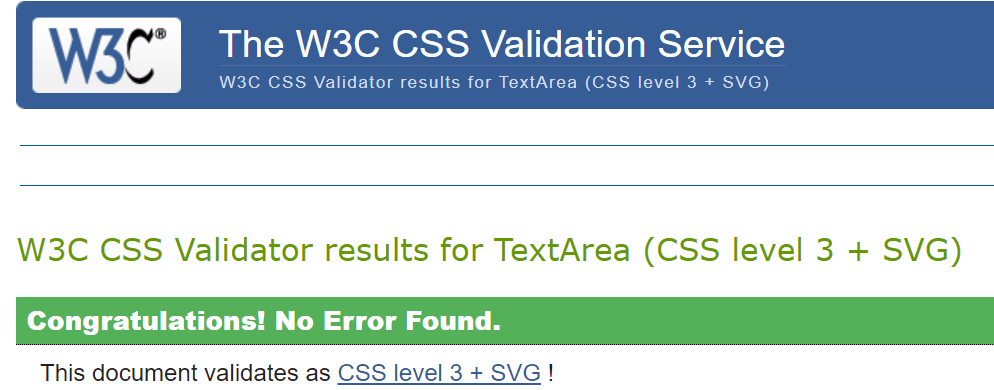 W3C®
The W3C CSS Validation Service
W3C CSS Validator results for TextArea (CSS level 3 + SVG)
W3C CSS Validator results for TextArea (CSS level 3 + SVG)
Congratulations! No Error Found.
This document validates as CSS level 3 + SVG !